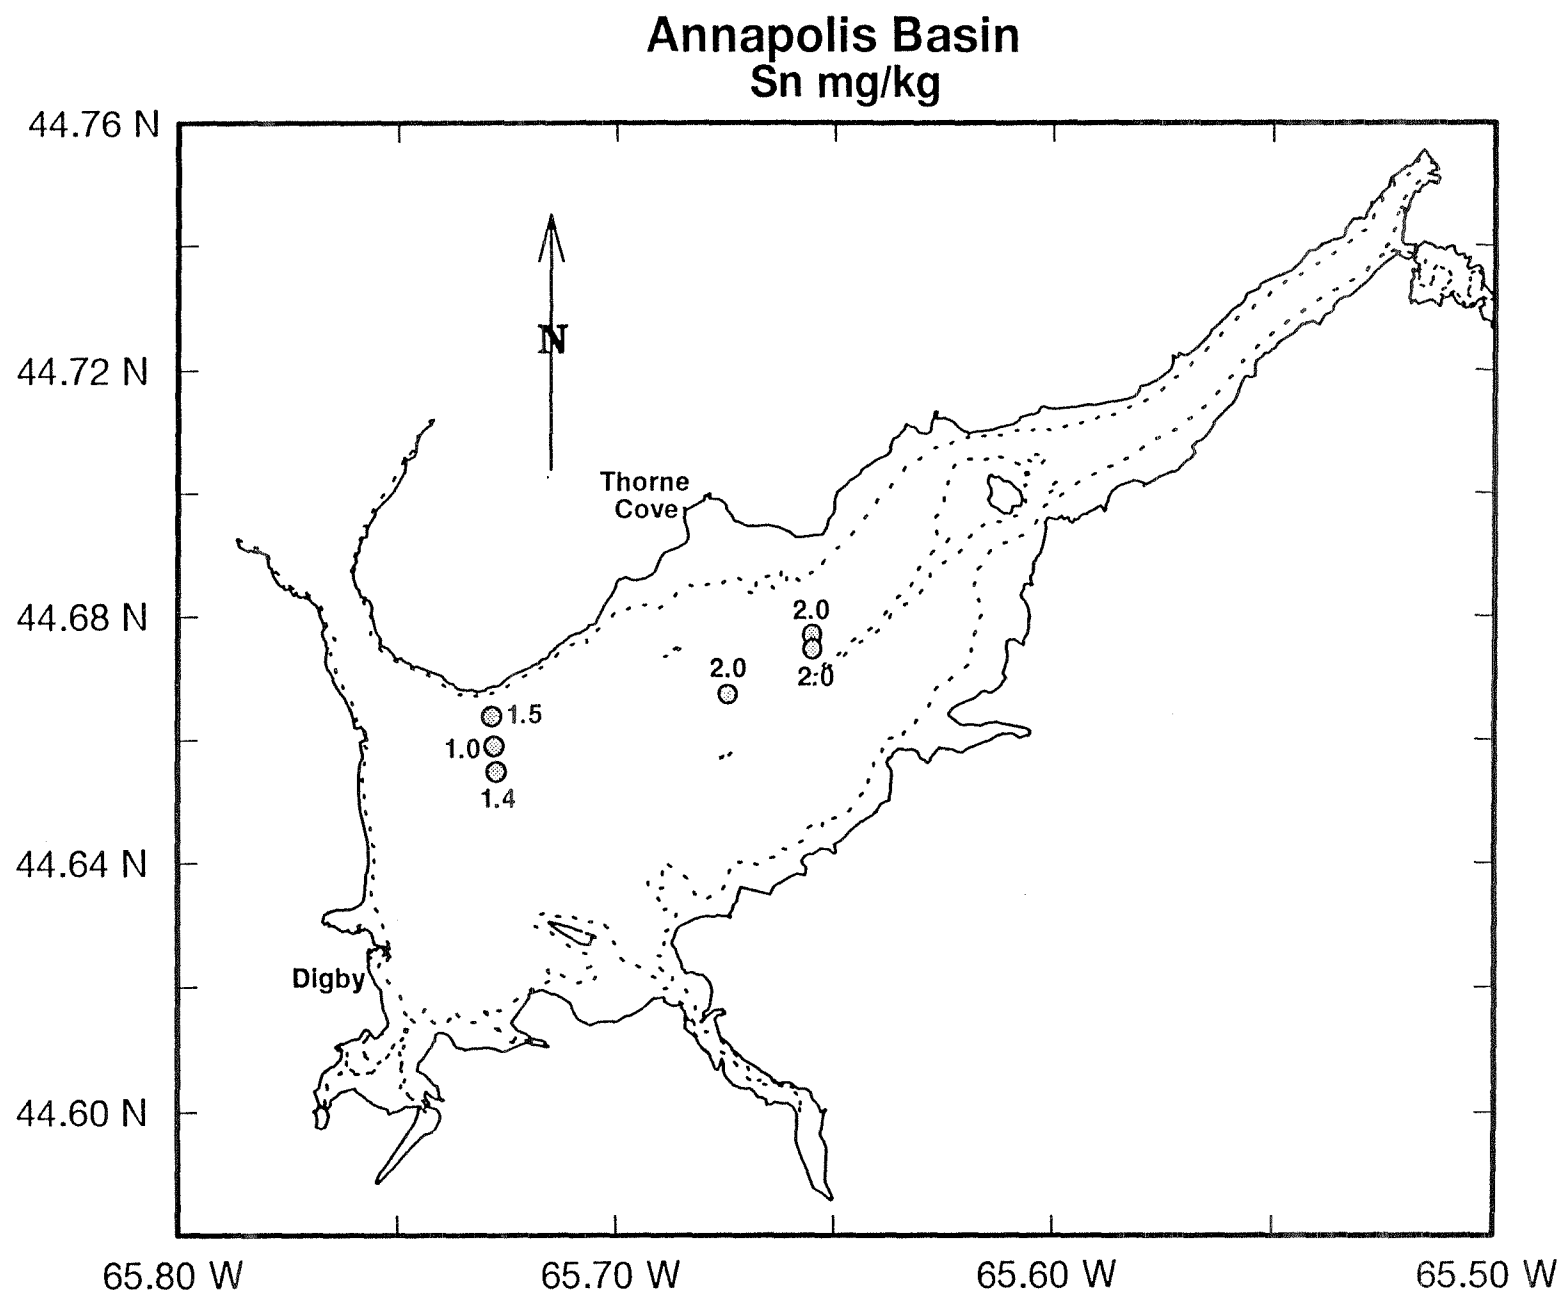 Annapolis Basin
Sn mg/kg
44.76 N
N
44.72 N
Thorne
Cove
44.68 N
2.0
2.0
2.0
1.5
1.0
1.4
44.64 N
Digby
44.60 N
65.80 W
65.70 W
65.60 W
65.50 W